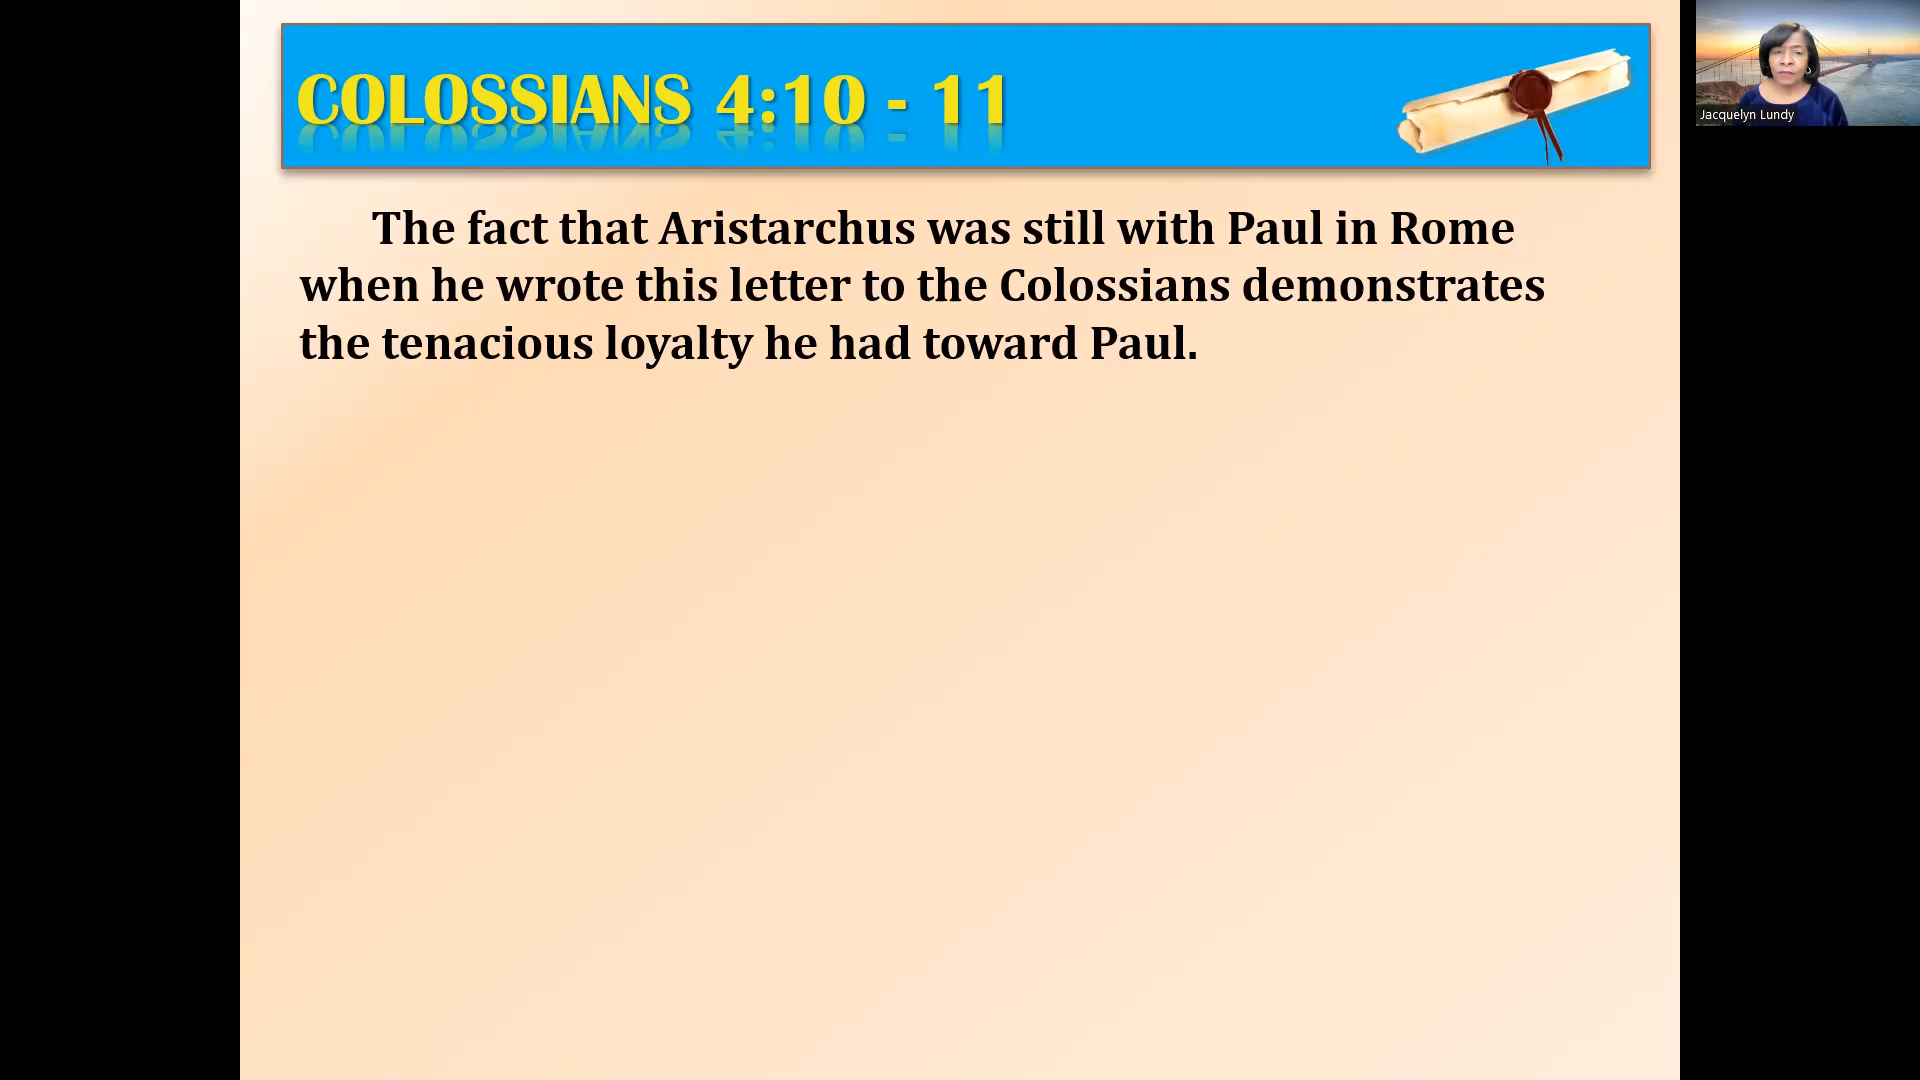 COLOSSIANS 4:10 - 11
The fact that Aristarchus was still with Paul in Rome
when he wrote this letter to the Colossians demonstrates
the tenacious loyalty he had toward Paul.
Jacquelyn Lundy